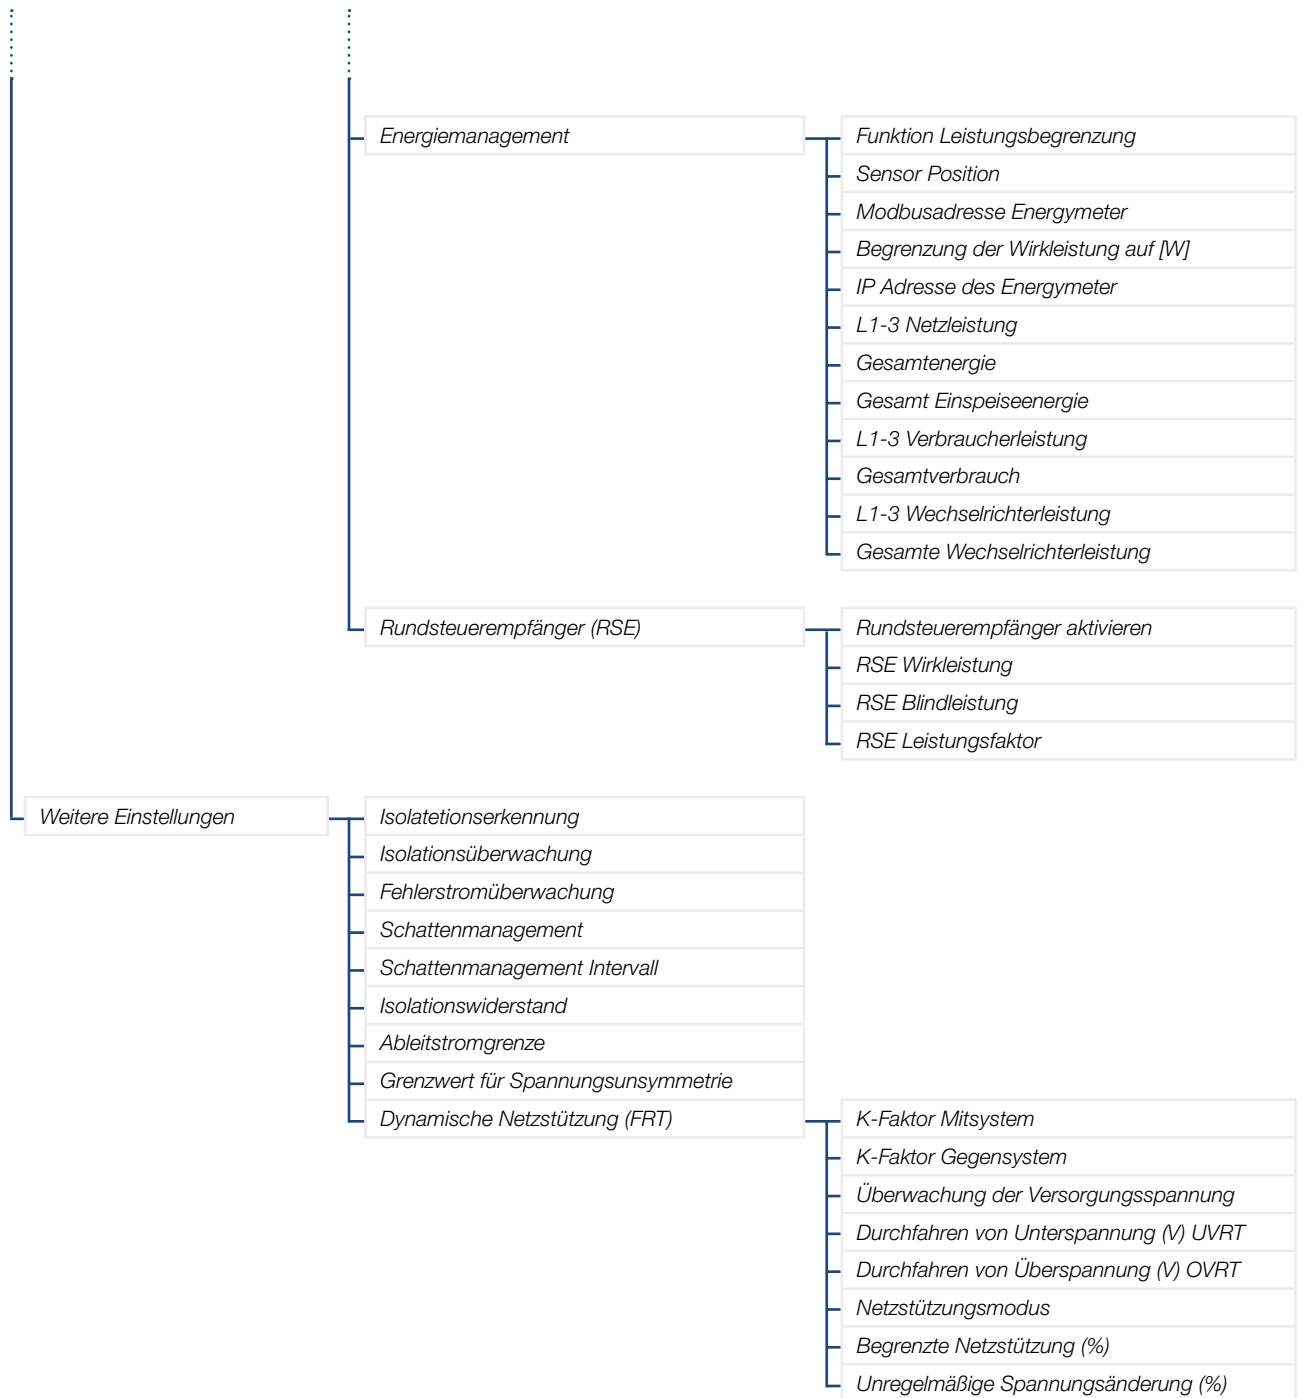 Energiemanagement
Funktion Leistungsbegrenzung
Sensor Position
Modbusadresse Energymeter
Begrenzung der Wirkleistung auf [W]
IP Adresse des Energymeter
L1-3 Netzleistung
Gesamtenergie
Gesamt Einspeiseenergie
L1-3 Verbraucherleistung
Gesamtverbrauch
L1-3 Wechselrichterleistung
Gesamte Wechselrichterleistung
Rundsteuerempfänger (RSE)
Rundsteuerempfänger aktivieren
RSE Wirkleistung
RSE Blindleistung
RSE Leistungsfaktor
Weitere Einstellungen
Isolatetionserkennung
Isolationsüberwachung
Fehlerstromüberwachung
Schattenmanagement
Schattenmanagement Intervall
Isolationswiderstand
Ableitstromgrenze
Grenzwert für Spannungsunsymmetrie
Dynamische Netzstützung (FRT)
K-Faktor Mitsystem
K-Faktor Gegensystem
Überwachung der Versorgungsspannung
Durchfahren von Unterspannung (V) UVRT
Durchfahren von Überspannung (V) OVRT
Netzstützungsmodus
Begrenzte Netzstützung (%)
Unregelmäßige Spannungsänderung (%)